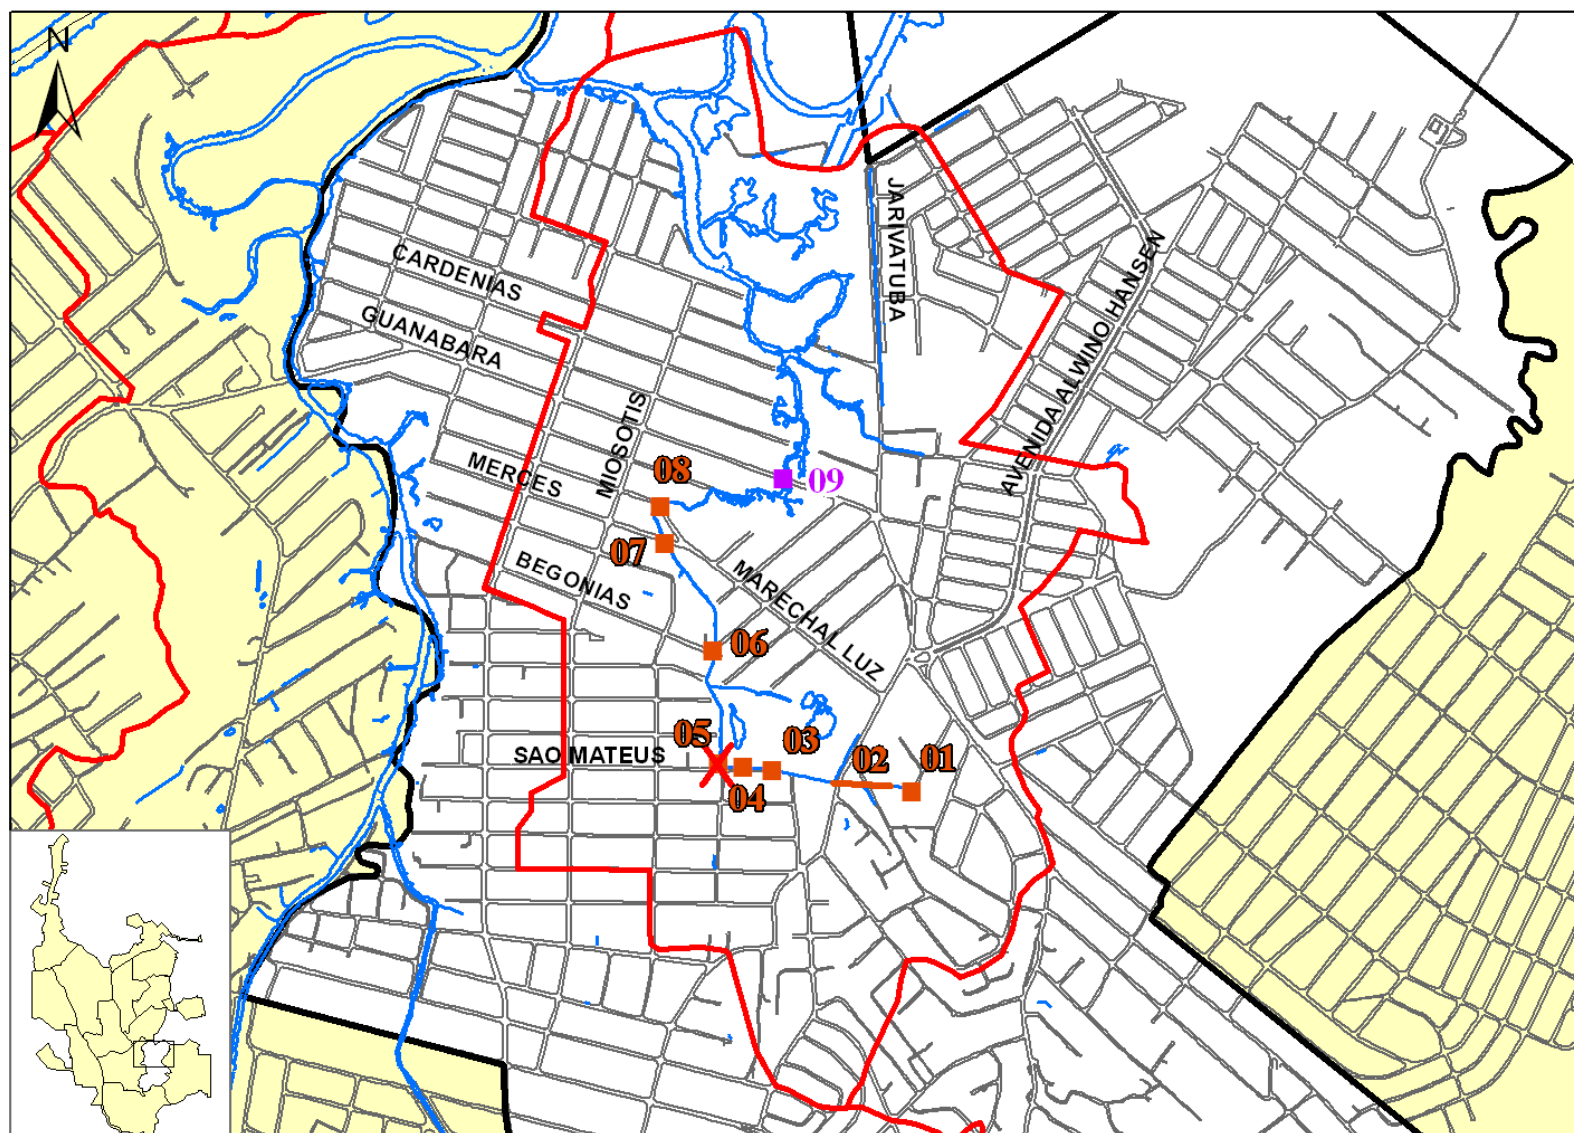 N
JARIVATUBA
CARDENIAS
AVENIDA ALWINO HANSEN
GUANABARA
MIOSOTIS
MERCES
08
09
07
BEGONIAS
MARECHAL LUZ
06
05
03
SAO MATEUS
02
01
04